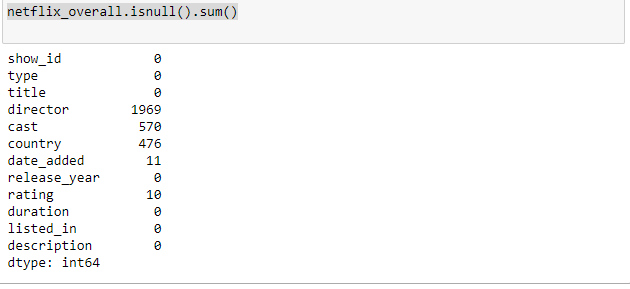 netflix_overall.isnull().sum()
show_id 0
type 0
title 0
director 1969
cast 570
country 476
date_added 11
release_year 0
rating 10
duration 0
listed_in 0
description 0
dtype: int64